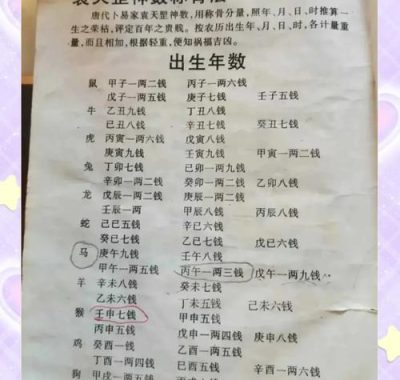 袁天罡神数称骨法
唐代卜易家袁天罡神数,用称骨分量,照年、月、日、时推算一
生之荣枯,评定百年之贵贱。按农历出生年、月、日、时,各计量重
量,而且相加,根据轻重,便知祸福吉凶。
出生年数
鼠 甲子一两二钱 丙子一两六钱
戊子一两五钱 庚子七钱 壬子五钱
牛 乙丑九钱 丁丑八钱
己丑八钱 辛丑七钱 癸丑七钱
虎 丙寅一两六钱 戊寅八钱
庚寅九钱 壬寅九钱 甲寅一两二钱
兔 丁卯七钱 己卯一两九钱
辛卯一两二钱 癸卯一两二钱 乙卯八钱
龙 戊辰一两二钱 庚辰一两二钱
壬辰一两 甲辰八钱 丙辰八钱
蛇 己巳五钱 辛巳六钱
癸巳七钱 乙巳七钱 戊巳六钱
马 庚午九钱 壬午八钱
甲午一两五钱 丙午一两三钱 戊午一两九钱
羊 辛未八钱 癸未七钱
乙未六钱 丁未五钱 己未六钱
猴 壬申七钱 甲申五钱
丙申五钱 戊申一两四钱 庚申八钱
鸡 癸酉一钱 乙酉一两五钱
丁酉一两四钱 己酉五钱 辛酉一两六钱
狗 甲戌一两五钱